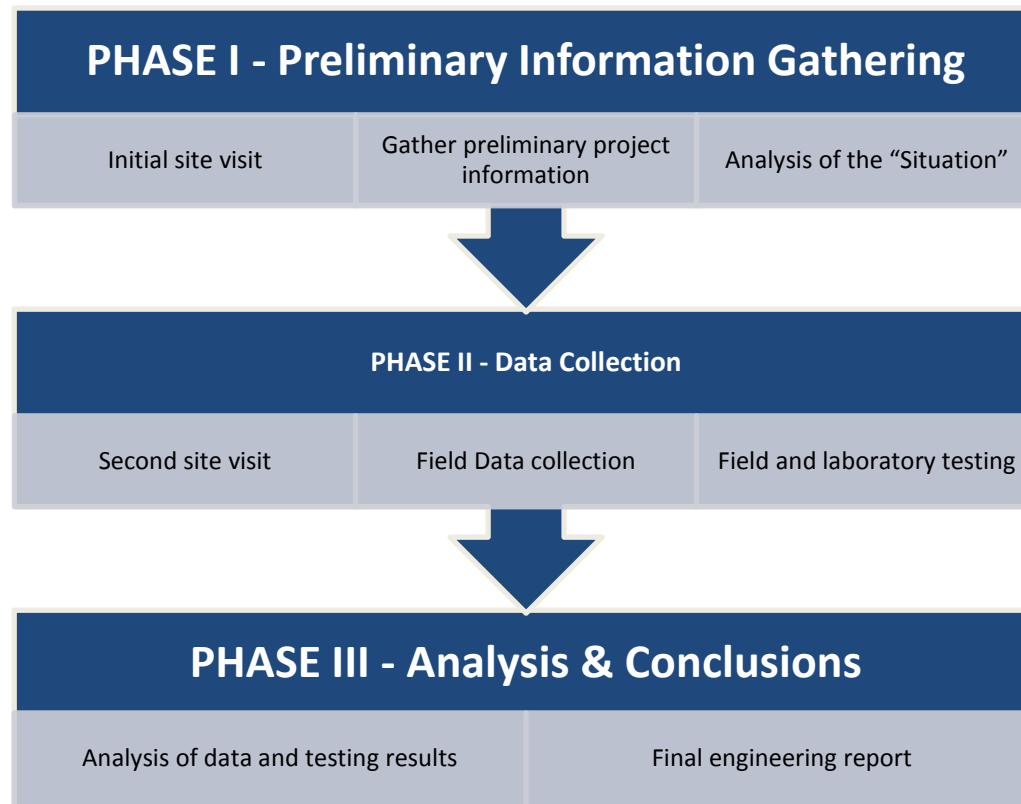 PHASE I - Preliminary Information Gathering
Initial site visit
Gather preliminary project
information
Analysis of the “Situation”
PHASE II - Data Collection
Second site visit
Field Data collection
Field and laboratory testing
PHASE III - Analysis & Conclusions
Analysis of data and testing results
Final engineering report